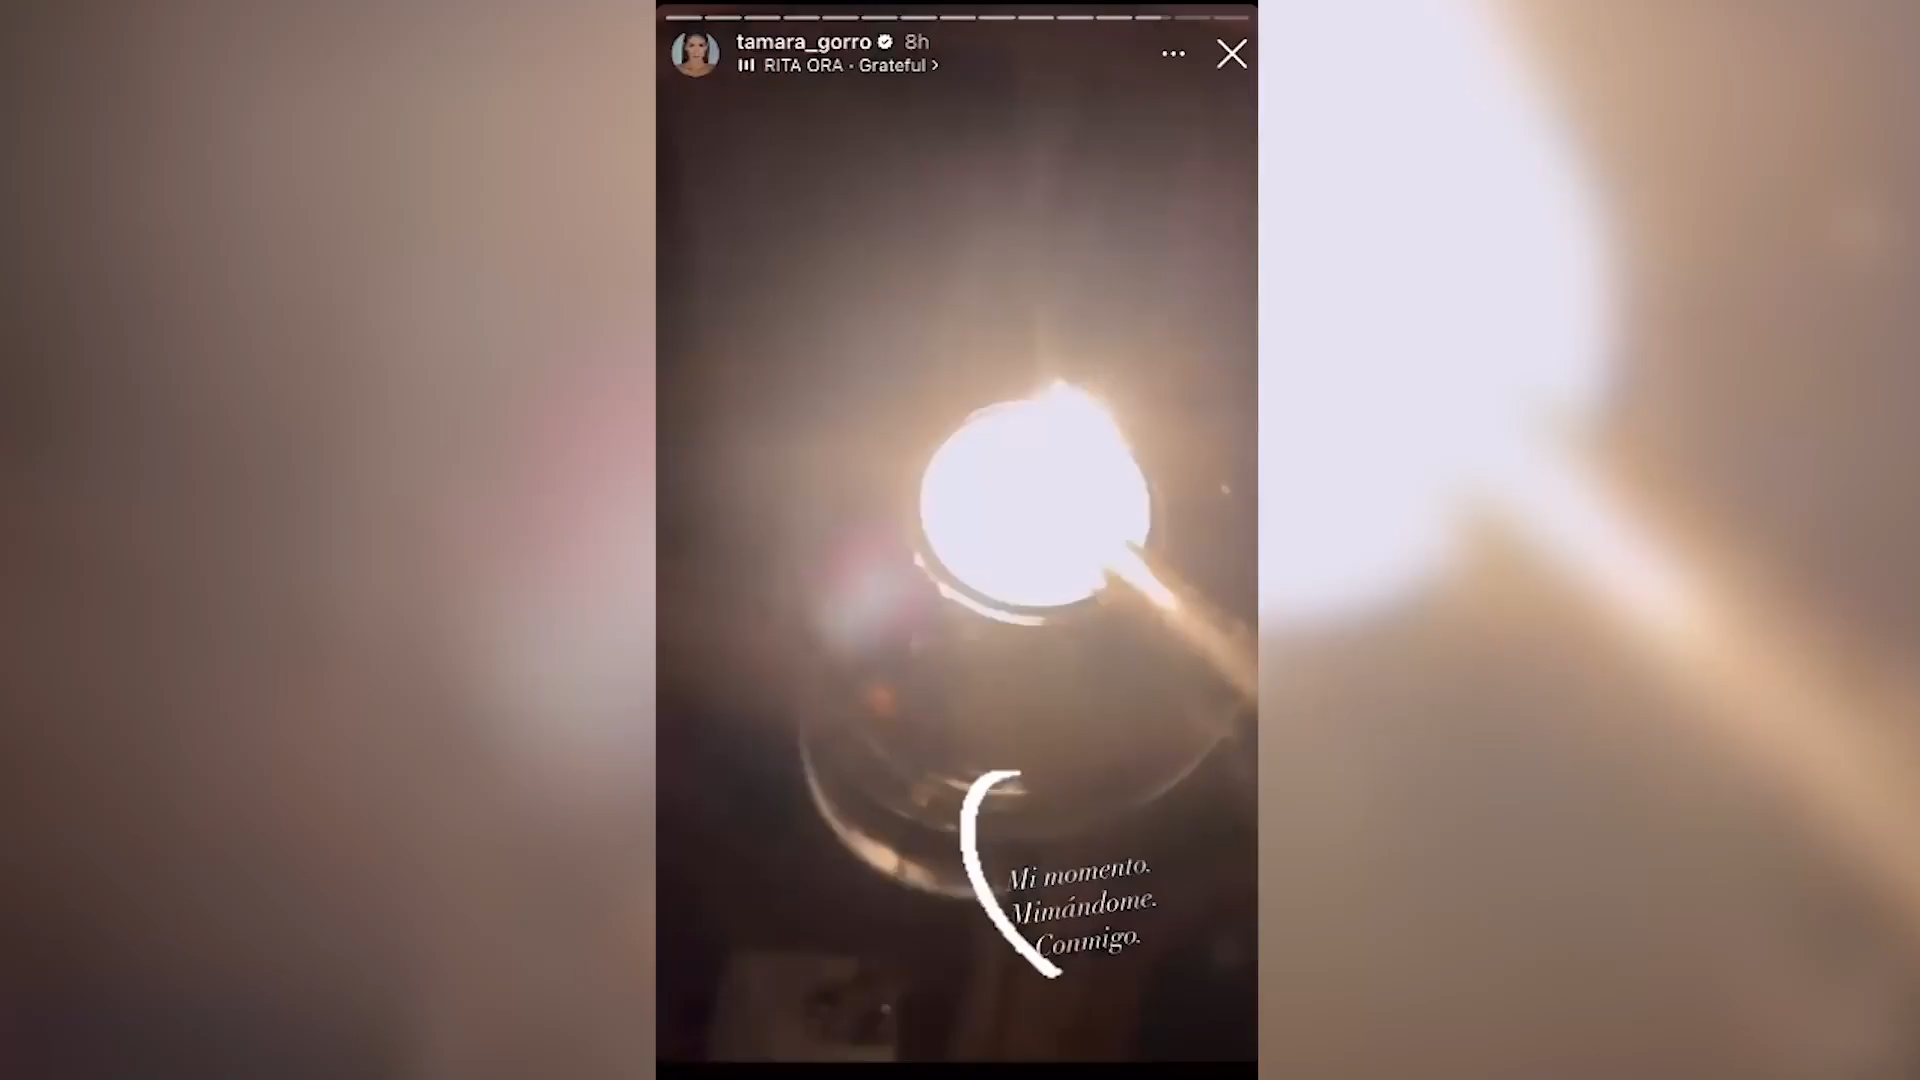 tamara_gorro 8h
RITA ORA · Grateful >
Mi momento.
Mimándome.
Conmigo.